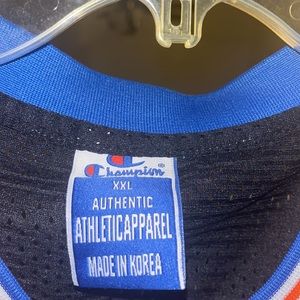 Champion®
XXL
AUTHENTIC
ATHLETICAPPAREL
MADE IN KOREA